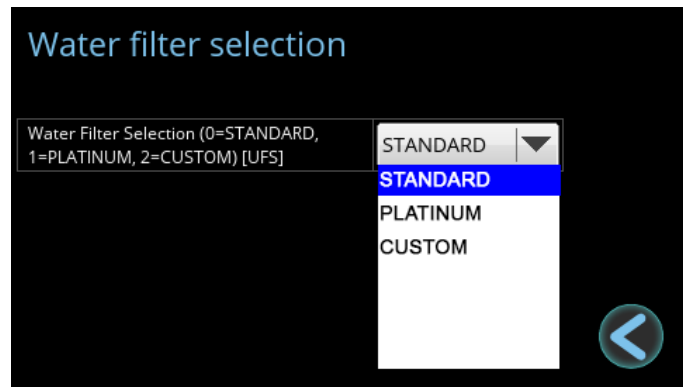 Water filter selection
Water Filter Selection (0=STANDARD,
1=PLATINUM, 2=CUSTOM) [UFS]
STANDARD
STANDARD
PLATINUM
CUSTOM